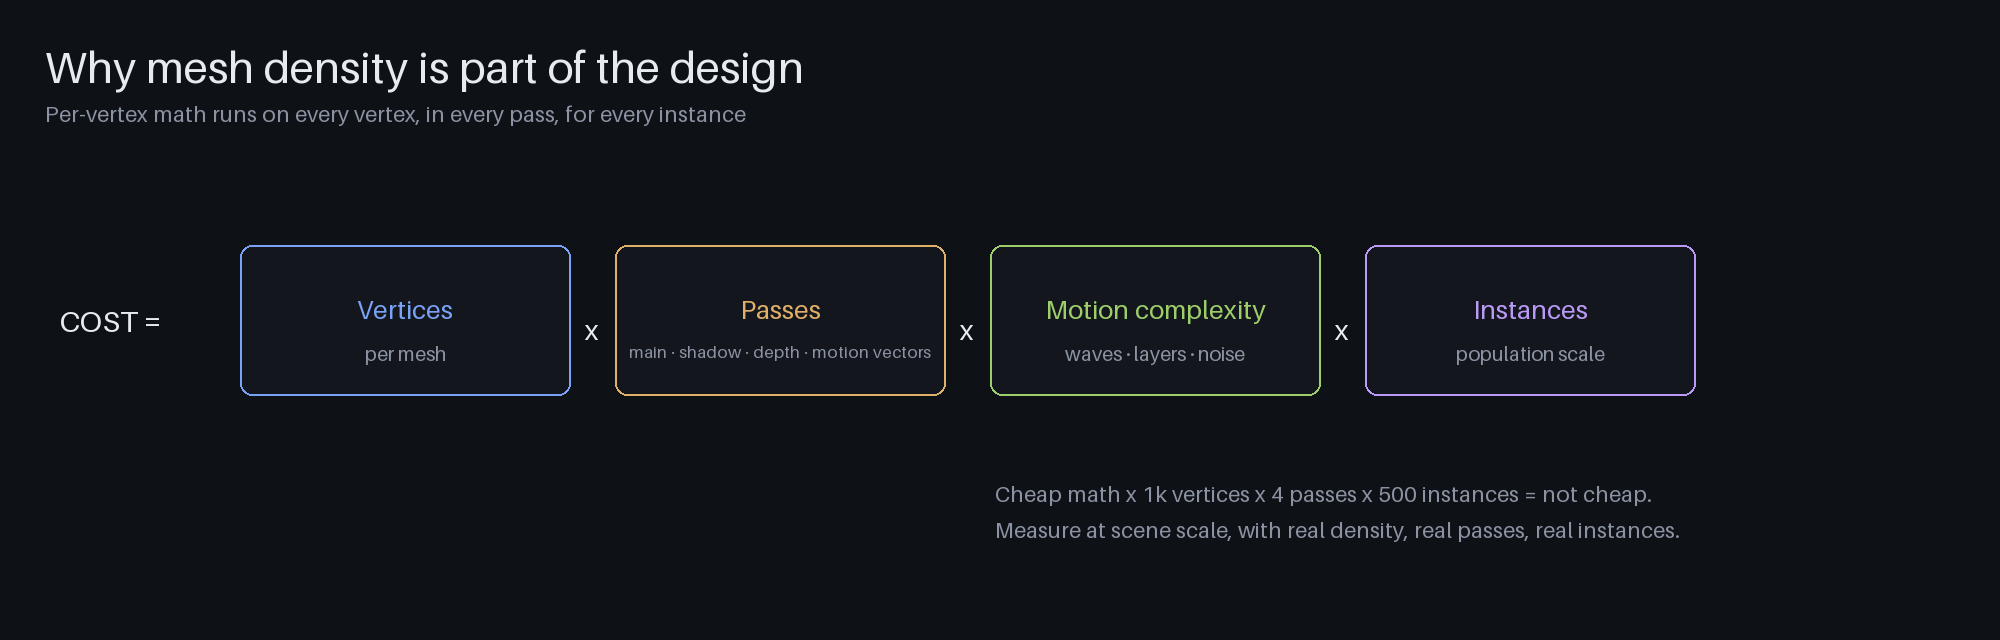 Why mesh density is part of the design
Per-vertex math runs on every vertex, in every pass, for every instance
COST =
Vertices
per mesh
x
Passes
main · shadow · depth · motion vectors
x
Motion complexity
waves · layers · noise
x
Instances
population scale
Cheap math x 1k vertices x 4 passes x 500 instances = not cheap.
Measure at scene scale, with real density, real passes, real instances.